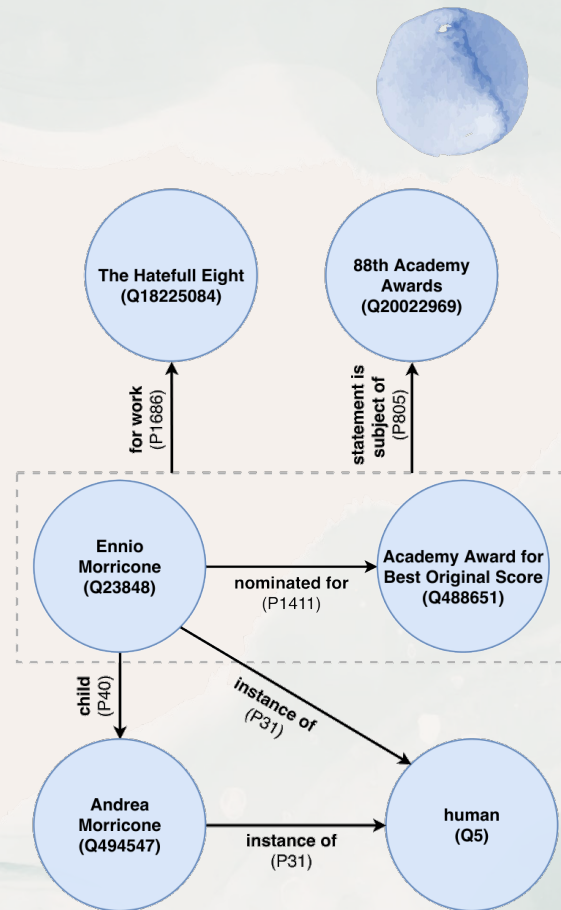 The Hatefull Eight
(Q18225084)
88th Academy
Awards
(Q20022969)
for work
(P1686)
statement is
subject of
(P805)
Ennio
Morricone
(Q23848)
nominated for
(P1411)
Academy Award for
Best Original Score
(Q488651)
child
(P40)
instance of
(P31)
Andrea
Morricone
(Q494547)
instance of
(P31)
human
(Q5)